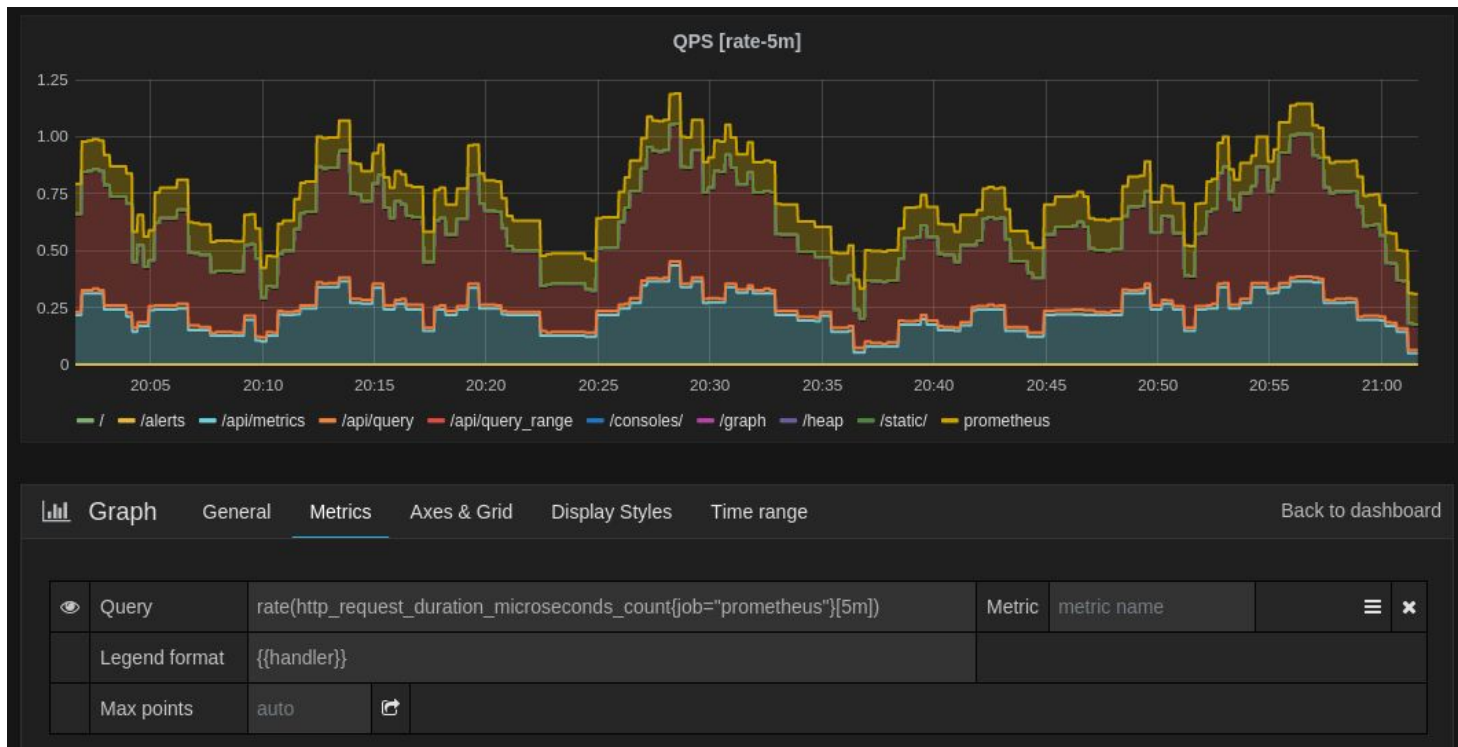 QPS [rate-5m]
1.25
1.00
0.75
0.50
0.25
0
20:05 20:10 20:15 20:20 20:25 20:30 20:35 20:40 20:45 20:50 20:55 21:00
/ /alerts /api/metrics /api/query /api/query_range /consoles/ /graph /heap /static/ prometheus
Graph General Metrics Axes & Grid Display Styles Time range Back to dashboard
Query rate(http_request_duration_microseconds_count{job="prometheus"}[5m]) Metric metric name
Legend format {{handler}}
Max points auto